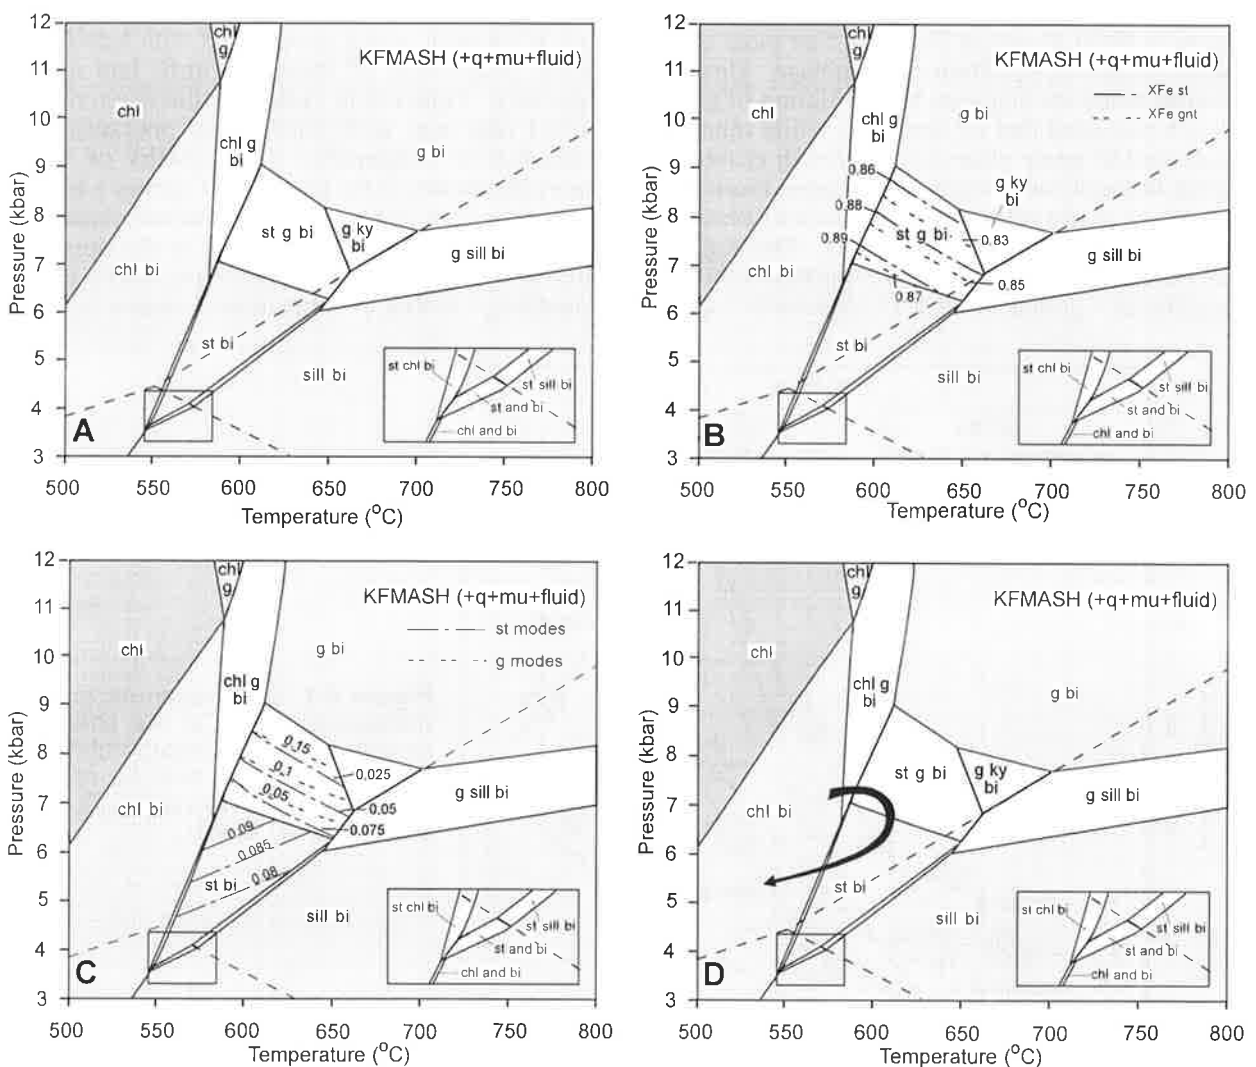 12
11
10
9
8
7
6
5
4
3
Pressure (kbar)
chl
g
KFMASH (+q+mu+fluid)
chl
chl g
bi
g bi
st g bi
g ky
bi
g sill bi
chl bi
st bi
sill bi
st chl bi
st sill bi
st and bi
chl and bi
A
500 550 600 650 700 750 800
Temperature (°C)
12
11
10
9
8
7
6
5
4
3
Pressure (kbar)
chl
g
KFMASH (+q+mu+fluid)
XFe st
XFe gnt
chl
chl g
bi
g bi
0.86
g ky
bi
0.88
st g bi
0.89
0.83
g sill bi
chl bi
0.85
0.87
st bi
sill bi
st chl bi
st sill bi
st and bi
chl and bi
B
500 550 600 650 700 750 800
Temperature (°C)
12
11
10
9
8
7
6
5
4
3
Pressure (kbar)
chl
g
KFMASH (+q+mu+fluid)
st modes
g modes
chl
g bi
chl g
bi
0.15
0.1
0.025
0.05
0.05
g sill bi
chl bi
0.075
0.09
0.085
0.08
st bi
sill bi
st chl bi
st sill bi
st and bi
chl and bi
C
500 550 600 650 700 750 800
Temperature (°C)
12
11
10
9
8
7
6
5
4
3
Pressure (kbar)
chl
g
KFMASH (+q+mu+fluid)
chl
chl g
bi
g bi
st g bi
g ky
bi
g sill bi
chl bi
st bi
sill bi
st chl bi
st sill bi
st and bi
chl and bi
D
500 550 600 650 700 750 800
Temperature (°C)